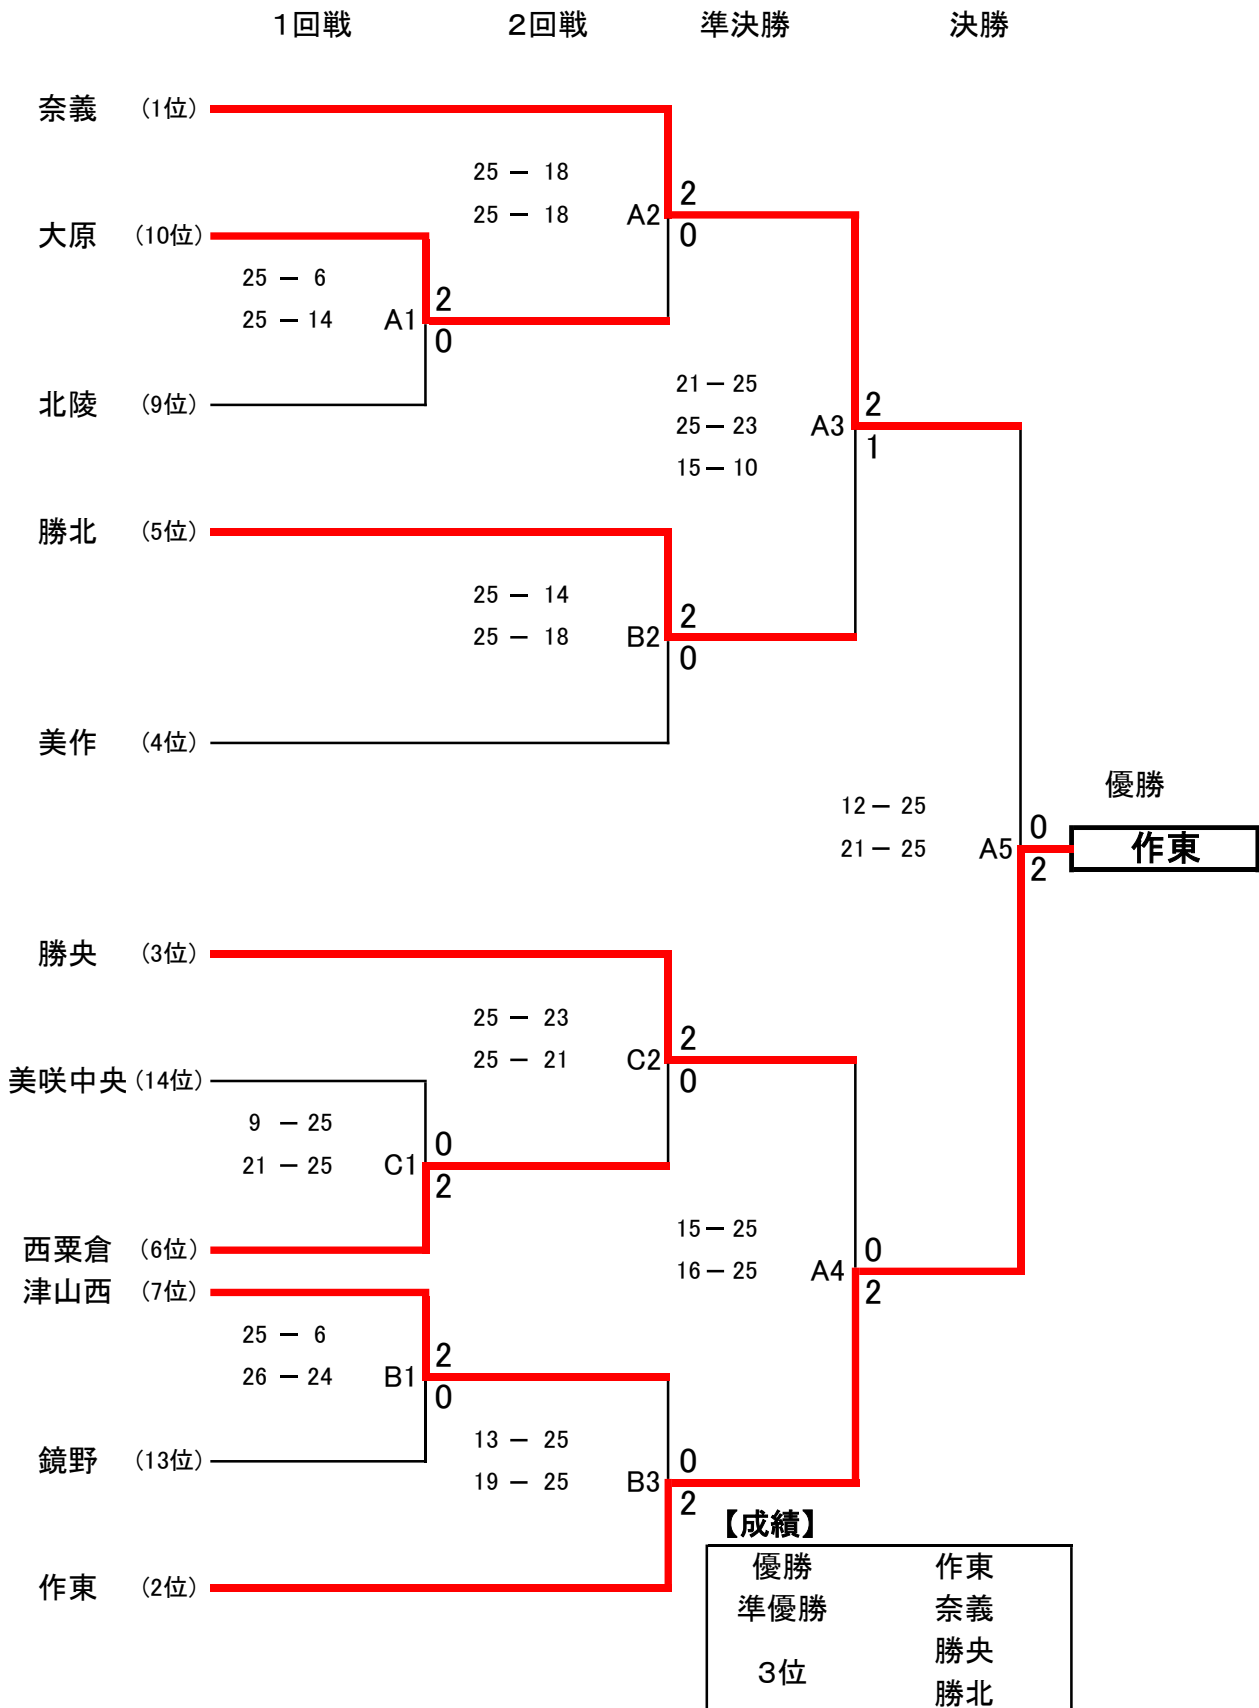 １回戦　２回戦　準決勝　決勝
奈義 (1位)
25 － 18
2
25 － 18 A2
0
大原 (10位)
25 － 6
2
25 － 14 A1
0
21－25
北陵 (9位)
2
25－23 A3
1
15－10
勝北 (5位)
25 － 14
2
25 － 18 B2
0
美作 (4位)
優勝
12－25
0
21－25 A5 作東
2
勝央 (3位)
25 － 23
2
25 － 21 C2
0
美咲中央 (14位)
9 －25
0
21 －25 C1
2
15－25
西粟倉 (6位)
0
16－25 A4
2
津山西 (7位)
25 － 6
2
26 －24 B1
0
13 － 25
鏡野 (13位)
0
19 － 25 B3
2
【成績】
優勝 作東
作東 (2位)
準優勝 奈義
３位 勝央
勝北